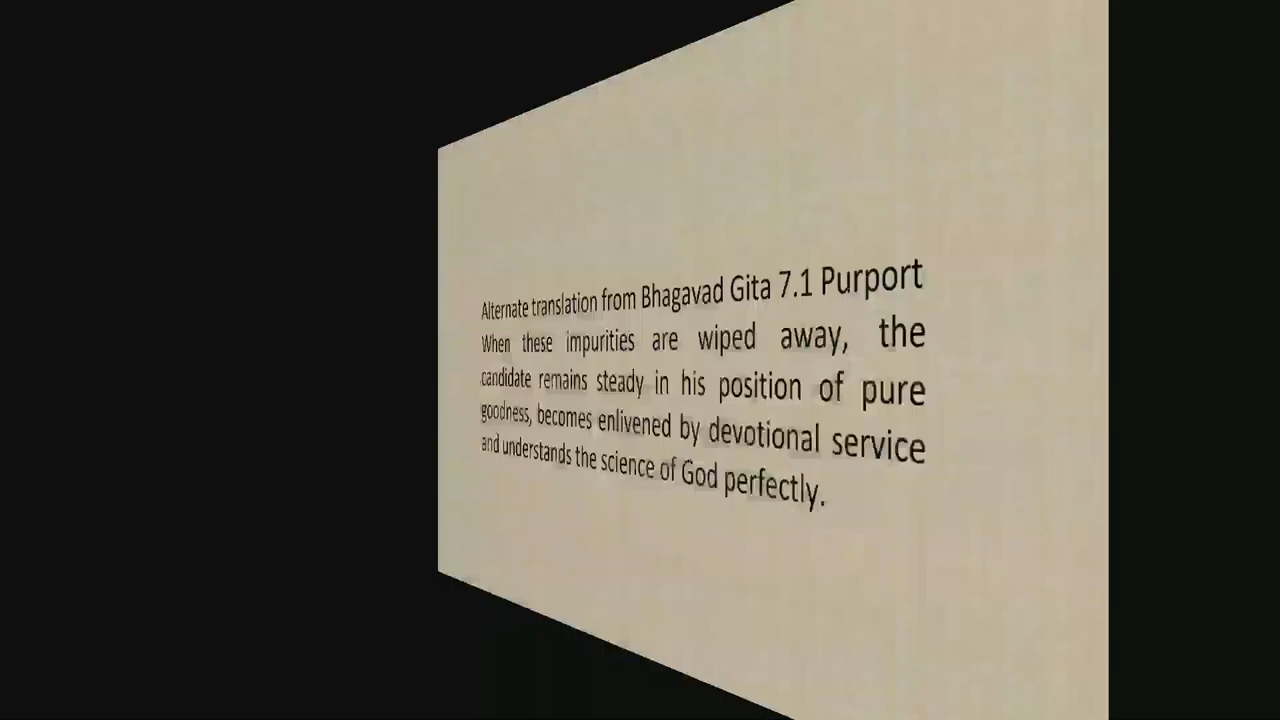 Alternate translation from Bhagavad Gita 7.1 Purport
When these impurities are wiped away, the
candidate remains steady in his position of pure
goodness, becomes enlivened by devotional service
and understands the science of God perfectly.